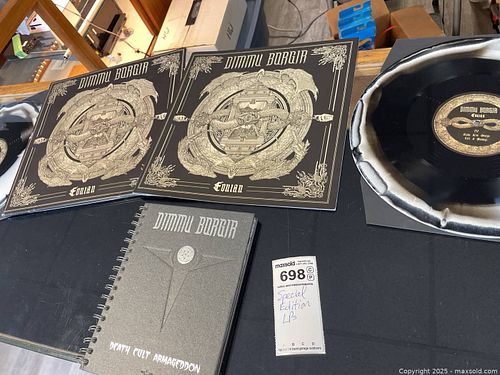 DIMMU BORGIR
Eonian
DIMMU BORGIR
Eonian
DIMMU BORGIR
Eonian
IV
DIMMU BORGIR
DEATH CULT ARMAGEDDON
maxsold
698
Special
Edition
LPs
B C D
Copyright 2025 - maxsold.com